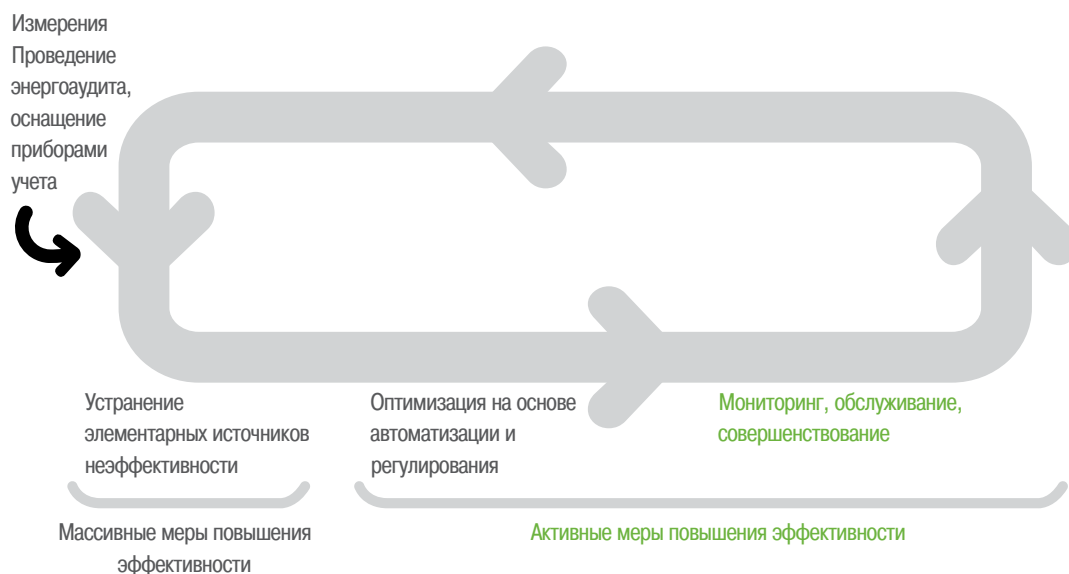 Измерения
Проведение
энергоаудита,
оснащение
приборами
учета
Устранение
элементарных источников
неэффективности
Оптимизация на основе
автоматизации и
регулирования
Мониторинг, обслуживание,
совершенствование
Массивные меры повышения
эффективности
Активные меры повышения эффективности